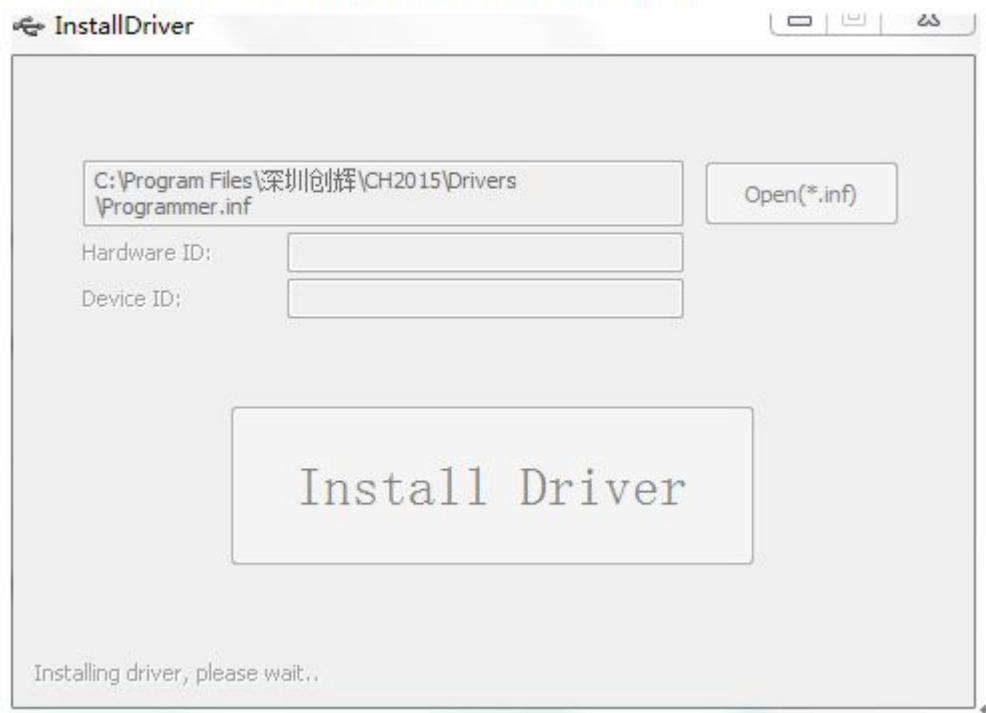 InstallDriver
C:\Program Files\深圳创辉\CH2015\Drivers
\Programmer.inf
Open(*.inf)
Hardware ID:
Device ID:
Install Driver
Installing driver, please wait..